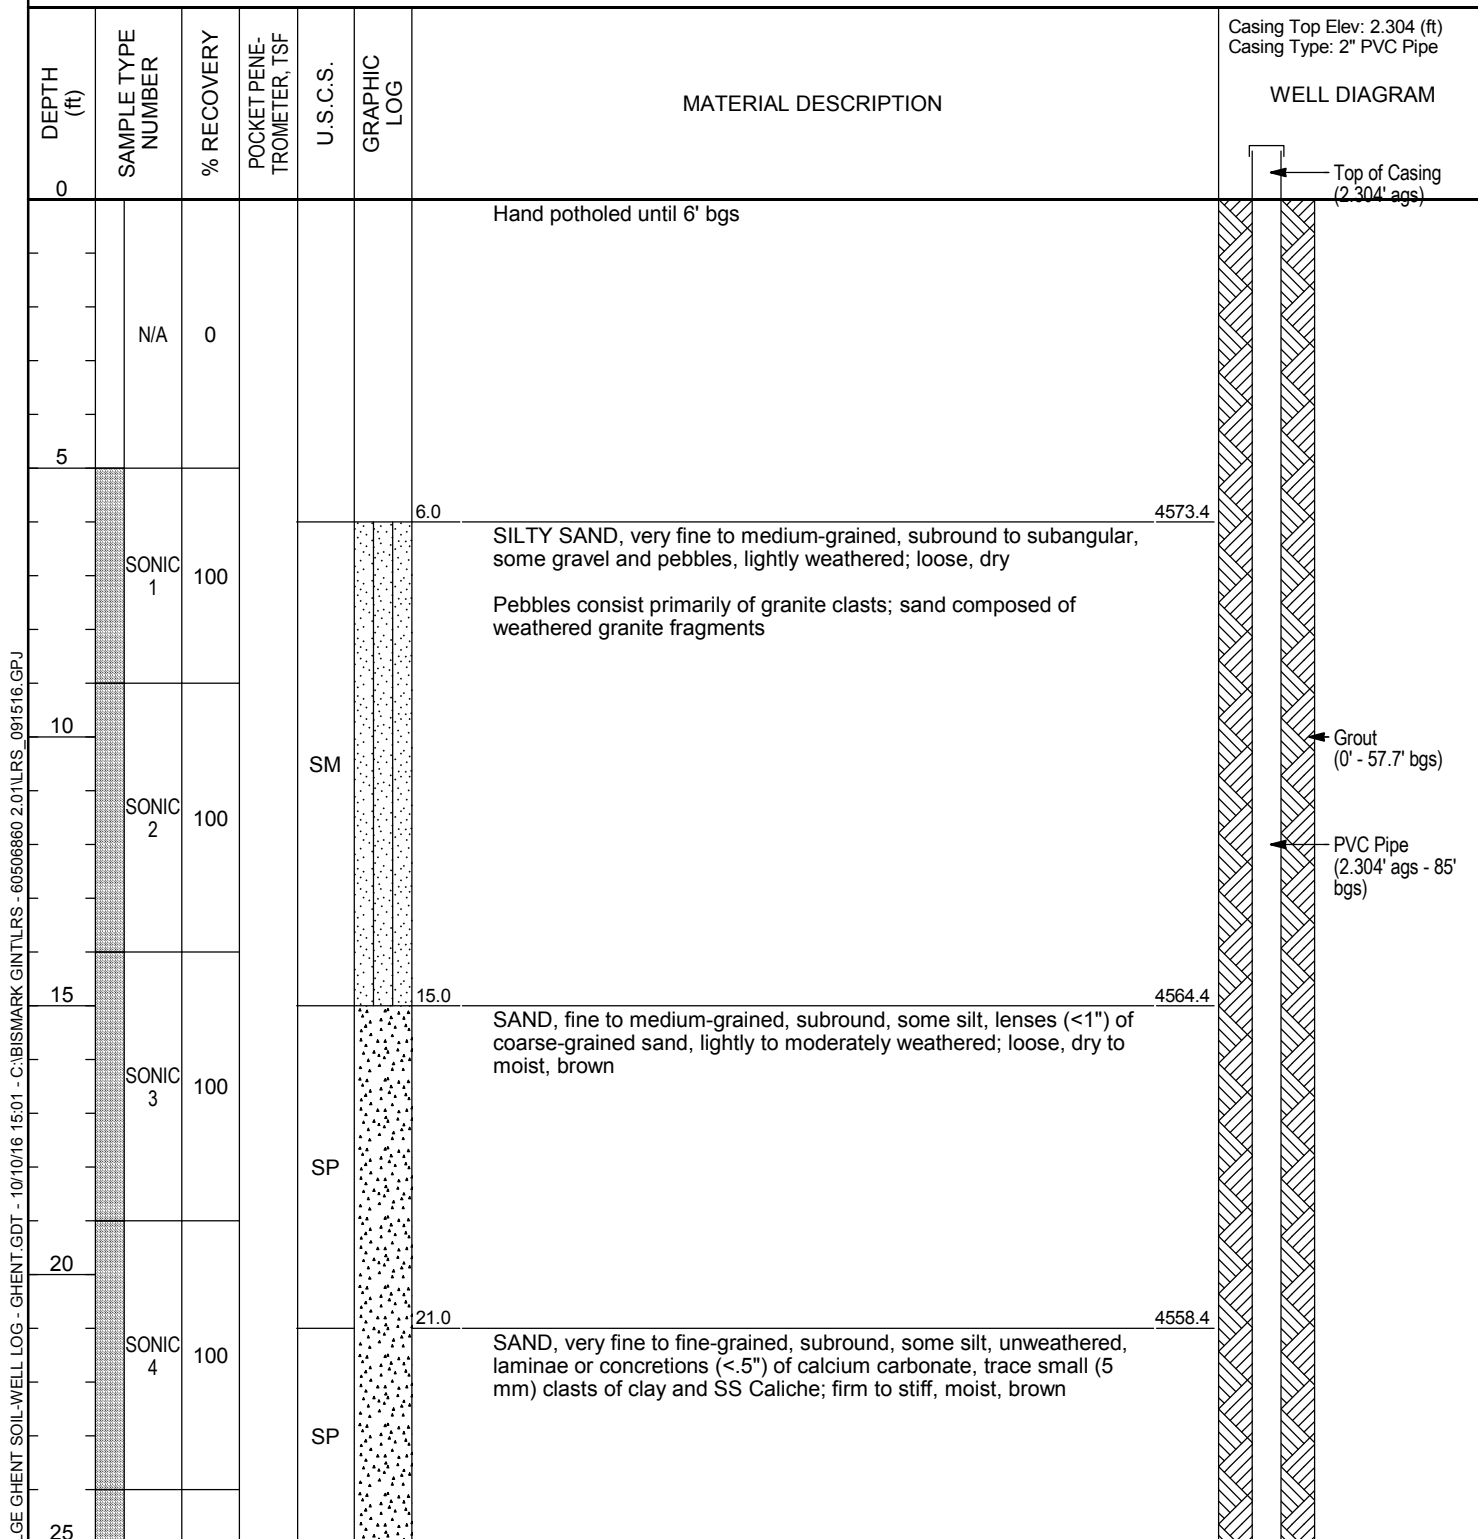 Casing Top Elev: 2.304 (ft)
Casing Type: 2" PVC Pipe
DEPTH
(ft)
SAMPLE TYPE
NUMBER
% RECOVERY
POCKET PENE-
TROMETER, TSF
U.S.C.S.
GRAPHIC
LOG
MATERIAL DESCRIPTION
WELL DIAGRAM
0
Top of Casing
(2.304' ags)
Hand potholed until 6' bgs
N/A
0
5
6.0
4573.4
SILTY SAND, very fine to medium-grained, subround to subangular,
some gravel and pebbles, lightly weathered; loose, dry
SONIC
1
100
Pebbles consist primarily of granite clasts; sand composed of
weathered granite fragments
10
SM
Grout
(0' - 57.7' bgs)
SONIC
2
100
PVC Pipe
(2.304' ags - 85'
bgs)
15
15.0
4564.4
SAND, fine to medium-grained, subround, some silt, lenses (<1") of
coarse-grained sand, lightly to moderately weathered; loose, dry to
moist, brown
SONIC
3
100
SP
20
21.0
4558.4
SAND, very fine to fine-grained, subround, some silt, unweathered,
laminae or concretions (<.5") of calcium carbonate, trace small (5
mm) clasts of clay and SS Caliche; firm to stiff, moist, brown
SONIC
4
100
SP
25
GE GHENT SOIL-WELL LOG - GHENT.GDT - 10/10/16 15:01 - C:\BISMARK GINT\LRS - 60506860 2.01\LRS_091516.GPJ